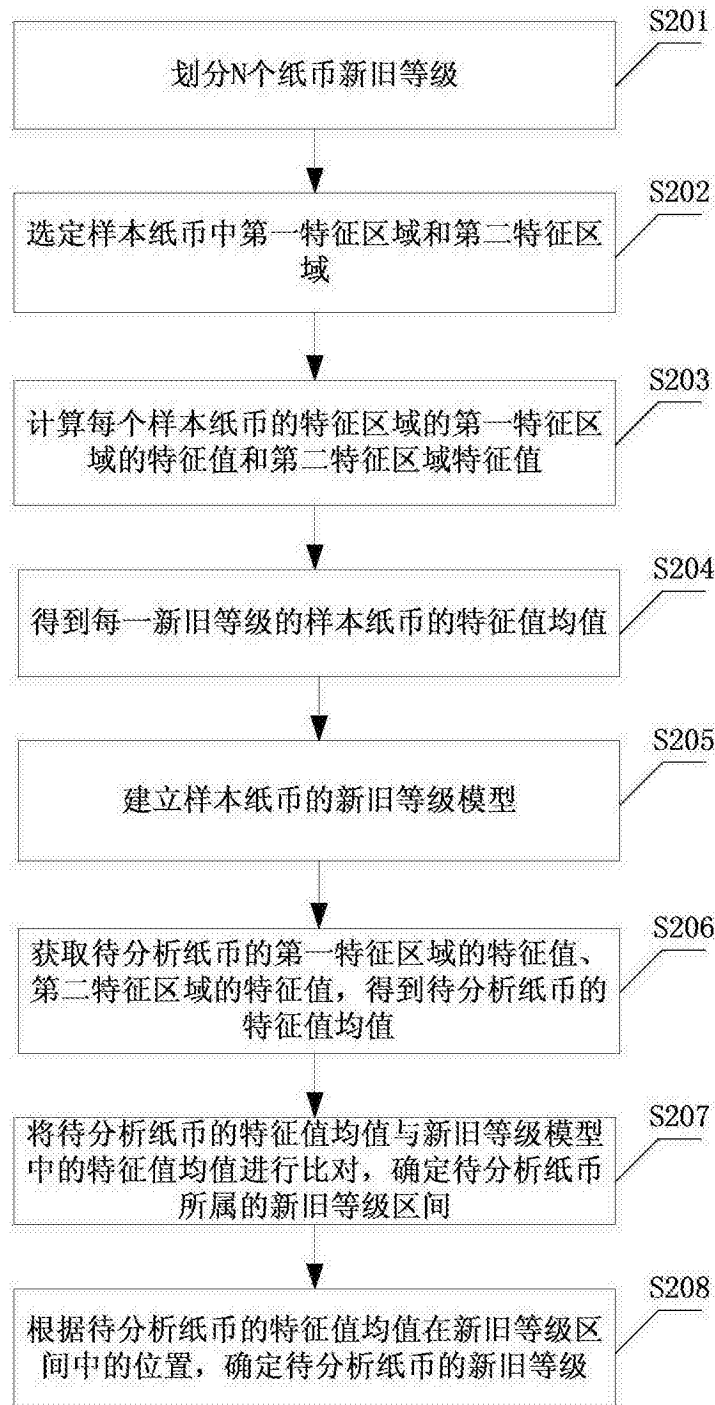 S201
划分N个纸币新旧等级
S202
选定样本纸币中第一特征区域和第二特征区
域
S203
计算每个样本纸币的特征区域的第一特征区
域的特征值和第二特征区域特征值
S204
得到每一新旧等级的样本纸币的特征值均值
S205
建立样本纸币的新旧等级模型
S206
获取待分析纸币的第一特征区域的特征值、
第二特征区域的特征值，得到待分析纸币的
特征值均值
S207
将待分析纸币的特征值均值与新旧等级模型
中的特征值均值进行比对，确定待分析纸币
所属的新旧等级区间
S208
根据待分析纸币的特征值均值在新旧等级区
间中的位置，确定待分析纸币的新旧等级